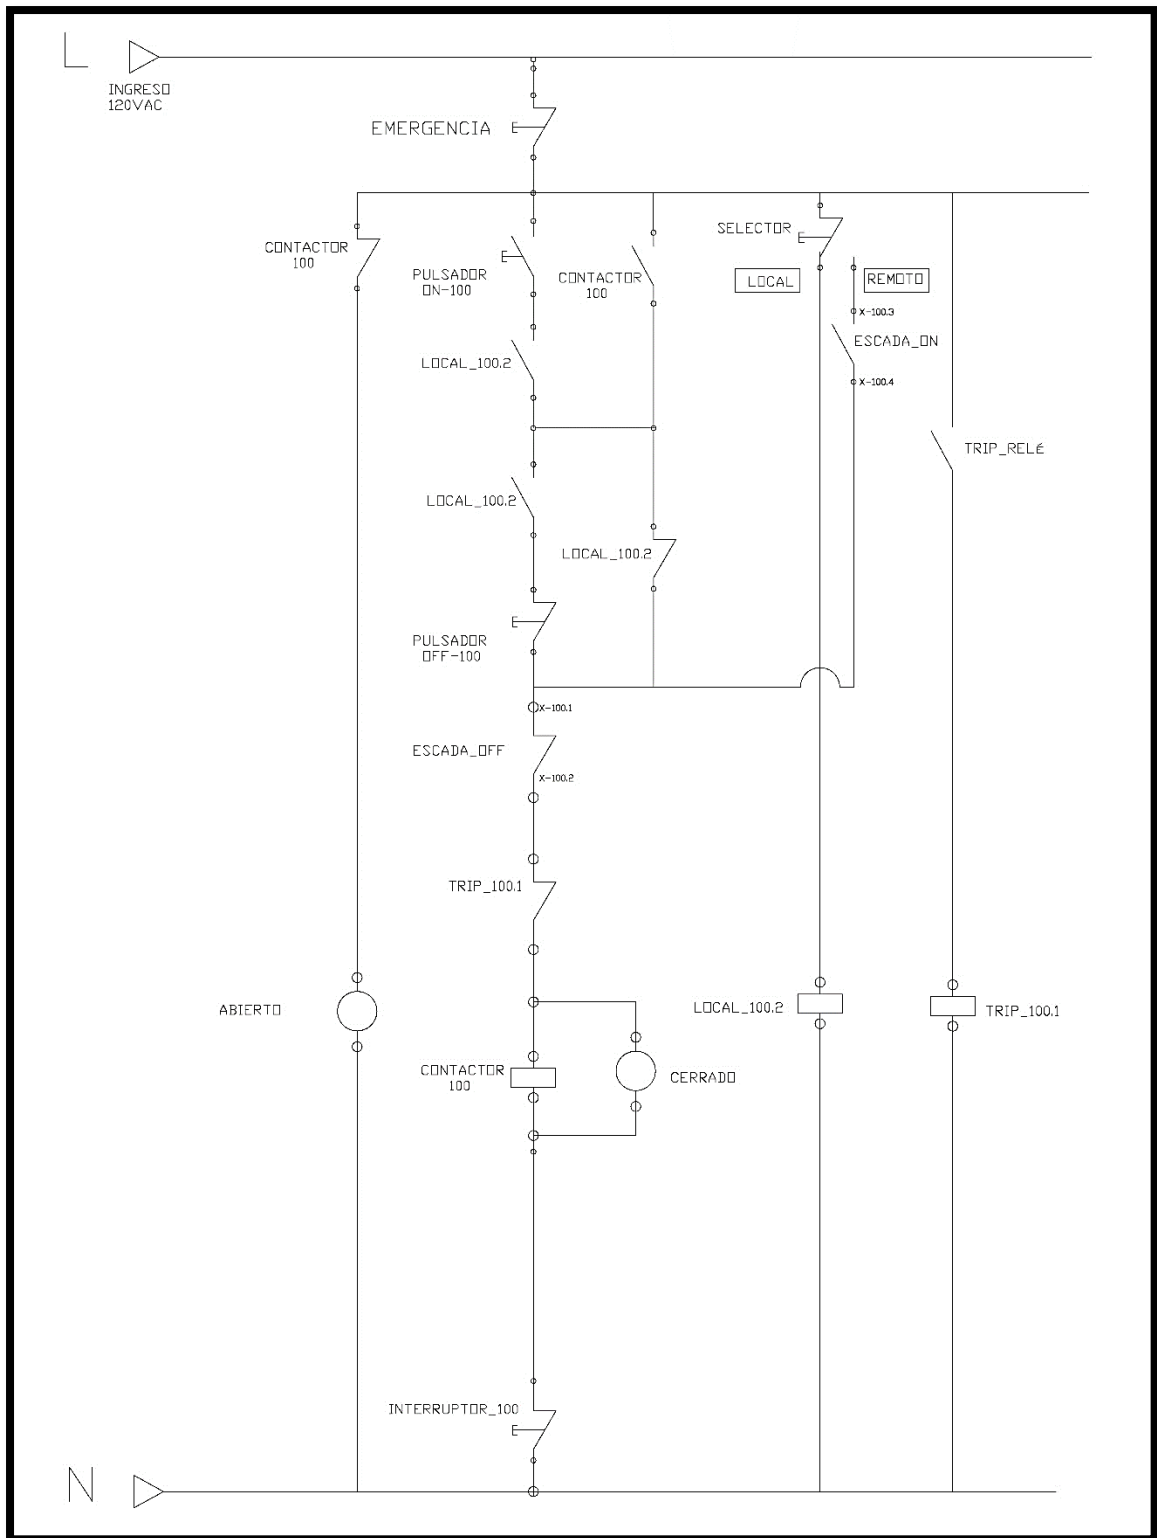 L
INGRESO
120VAC
EMERGENCIA
CONTACTOR
100
PULSADOR
ON-100
CONTACTOR
100
SELECTOR
LOCAL
REMOTO
X-100.3
ESCADA_ON
X-100.4
LOCAL_100.2
TRIP_RELÉ
LOCAL_100.2
LOCAL_100.2
PULSADOR
OFF-100
X-100.1
ESCADA_OFF
X-100.2
TRIP_100.1
ABIERTO
CONTACTOR
100
CERRADO
LOCAL_100.2
TRIP_100.1
INTERRUPTOR_100
N